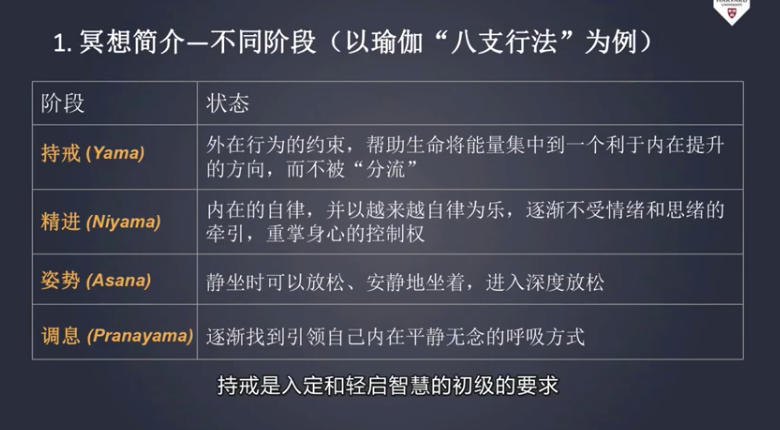 1. 冥想简介—不同阶段（以瑜伽“八支行法”为例）
阶段
状态
持戒 (Yama)
外在行为的约束，帮助生命将能量集中到一个利于内在提升
的方向，而不被“分流”
精进 (Niyama)
内在的自律，并以越来越自律为乐，逐渐不受情绪和思绪的
牵引，重掌身心的控制权
姿势 (Asana)
静坐时可以放松、安静地坐着，进入深度放松
调息 (Pranayama)
逐渐找到引领自己内在平静无念的呼吸方式
持戒是入定和轻启智慧的初级的要求